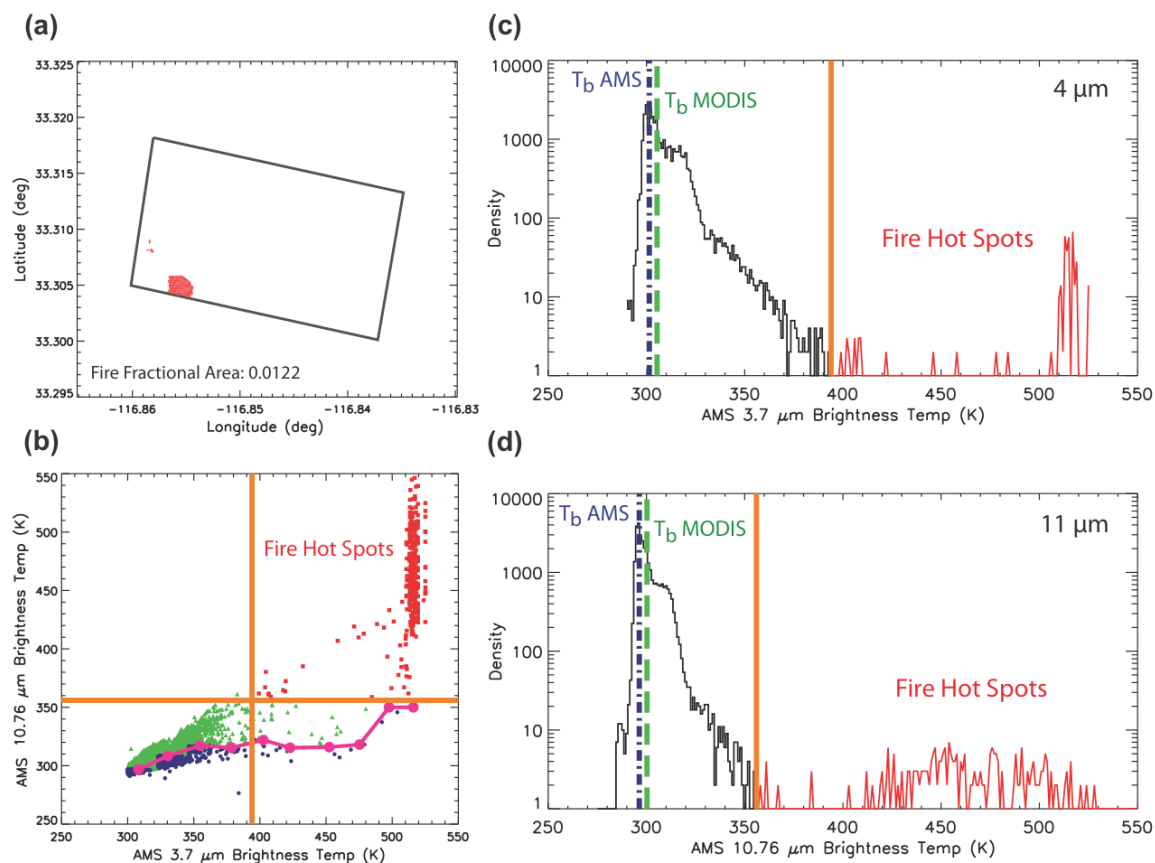 (a)
33.325
33.320
33.315
33.310
33.305
33.300
33.295
Latitude (deg)
Fire Fractional Area: 0.0122
-116.86 -116.85 -116.84 -116.83
Longitude (deg)
(b)
550
500
450
400
350
300
250
AMS 10.76 µm Brightness Temp (K)
Fire Hot Spots
250 300 350 400 450 500 550
AMS 3.7 µm Brightness Temp (K)
(c)
10000
1000
100
10
1
Density
Tb AMS
Tb MODIS
4 µm
Fire Hot Spots
250 300 350 400 450 500 550
AMS 3.7 µm Brightness Temp (K)
(d)
10000
1000
100
10
1
Density
Tb AMS
Tb MODIS
11 µm
Fire Hot Spots
250 300 350 400 450 500 550
AMS 10.76 µm Brightness Temp (K)